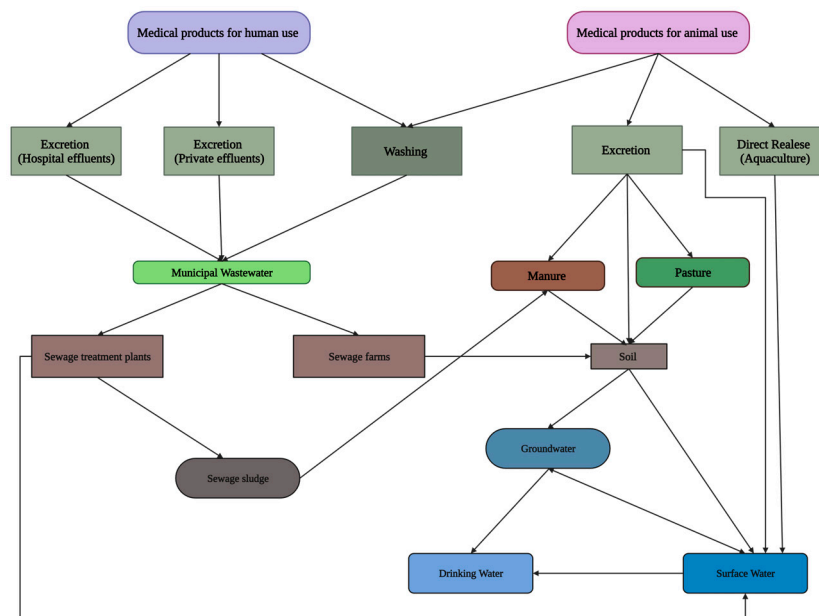 Medical products for human use
Medical products for animal use
Excretion
(Hospital effluents)
Excretion
(Private effluents)
Washing
Excretion
Direct Realese
(Aquaculture)
Municipal Wastewater
Manure
Pasture
Sewage treatment plants
Sewage farms
Soil
Groundwater
Sewage sludge
Drinking Water
Surface Water